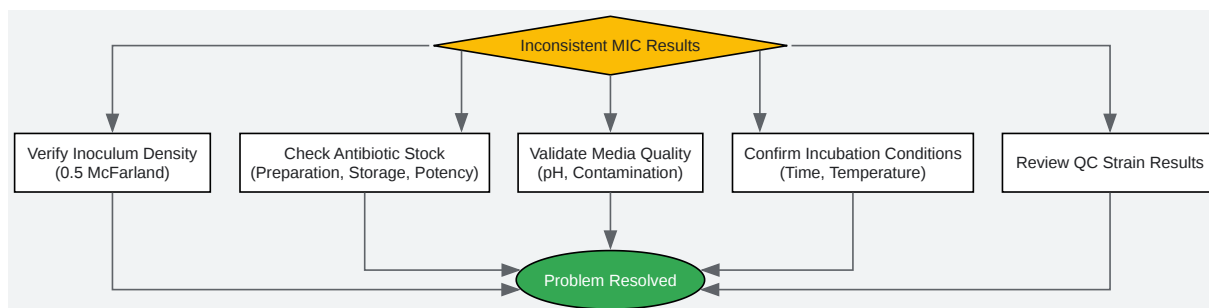 Inconsistent MIC Results
Verify Inoculum Density
(0.5 McFarland)
Check Antibiotic Stock
(Preparation, Storage, Potency)
Validate Media Quality
(pH, Contamination)
Confirm Incubation Conditions
(Time, Temperature)
Review QC Strain Results
Problem Resolved